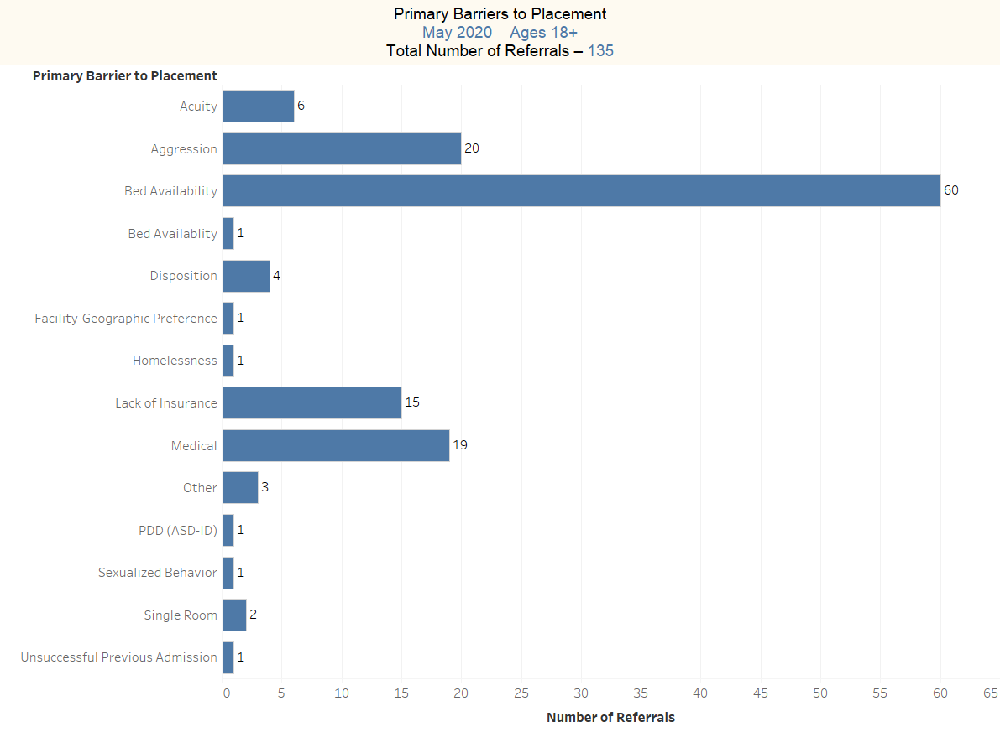 Primary Barriers to Placement
May 2020 Ages 18+
Total Number of Referrals – 135
Primary Barrier to Placement
Acuity 6
Aggression 20
Bed Availability 60
Bed Availablity 1
Disposition 4
Facility-Geographic Preference 1
Homelessness 1
Lack of Insurance 15
Medical 19
Other 3
PDD (ASD-ID) 1
Sexualized Behavior 1
Single Room 2
Unsuccessful Previous Admission 1
0 5 10 15 20 25 30 35 40 45 50 55 60 65
Number of Referrals